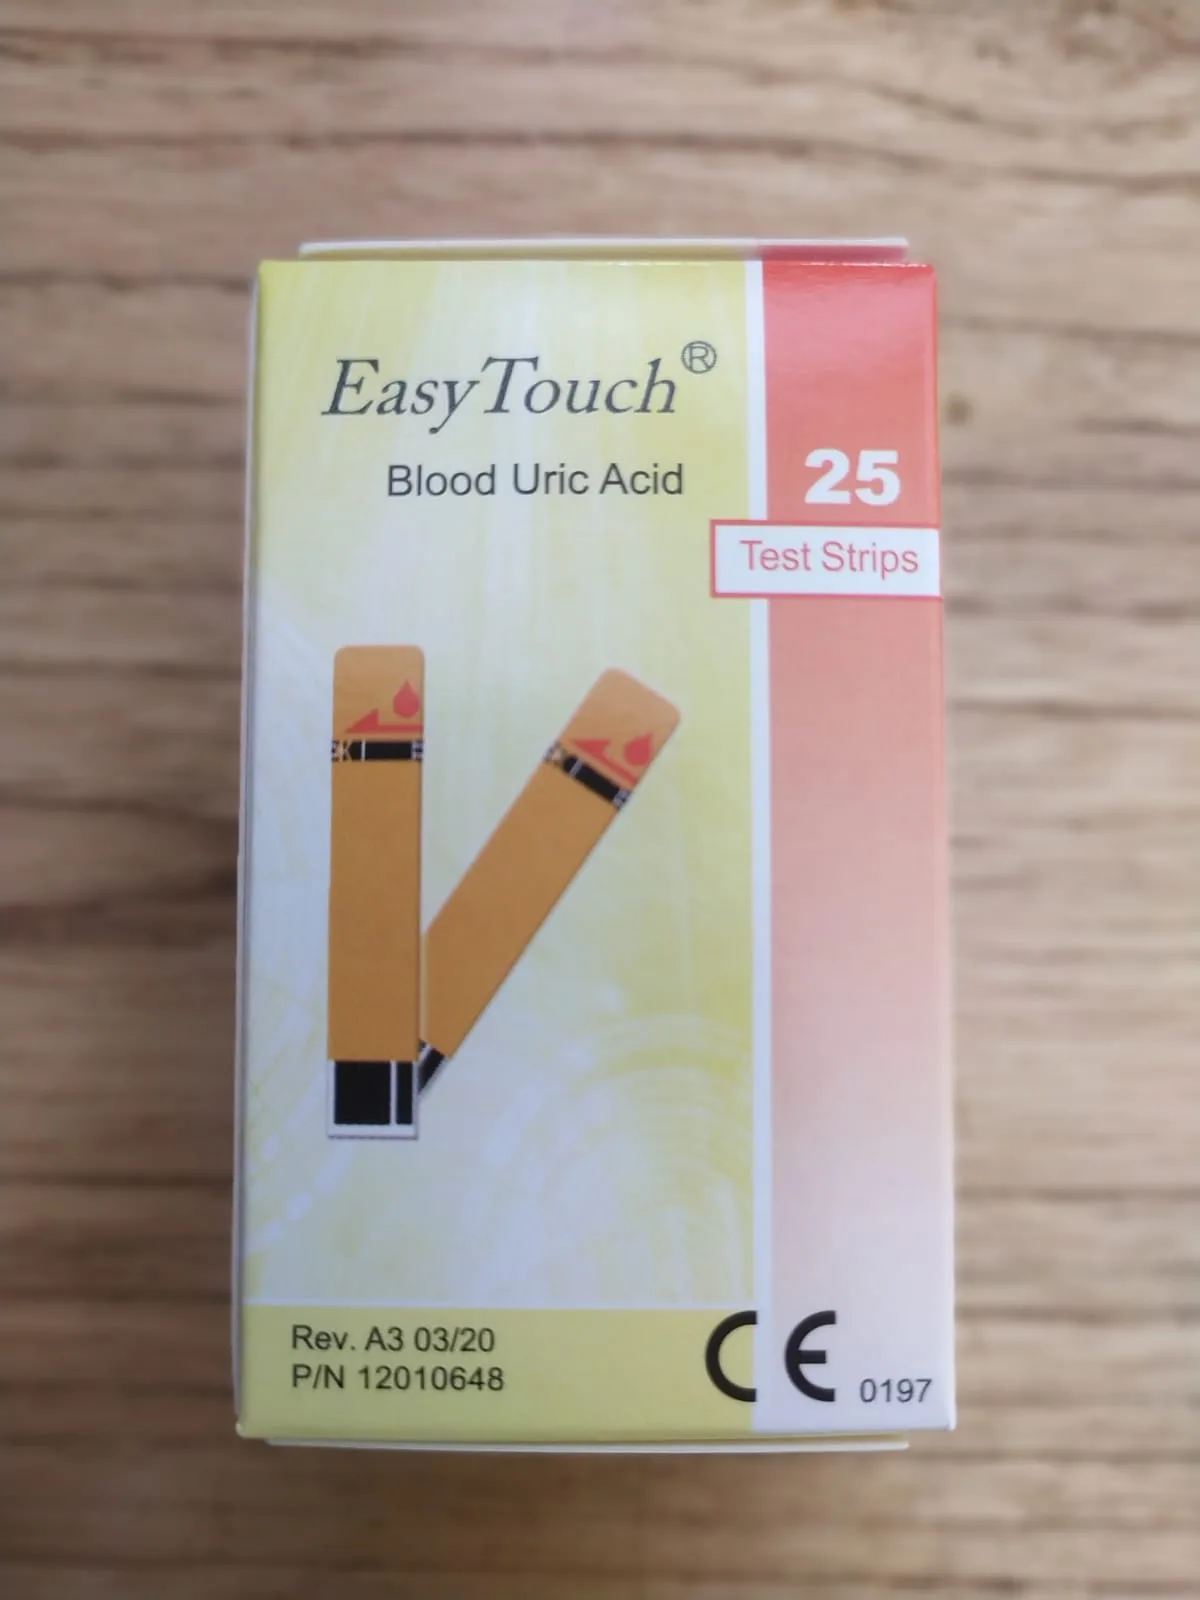 EasyTouch®
Blood Uric Acid
25
Test Strips
Rev. A3 03/20
P/N 12010648
CE 0197